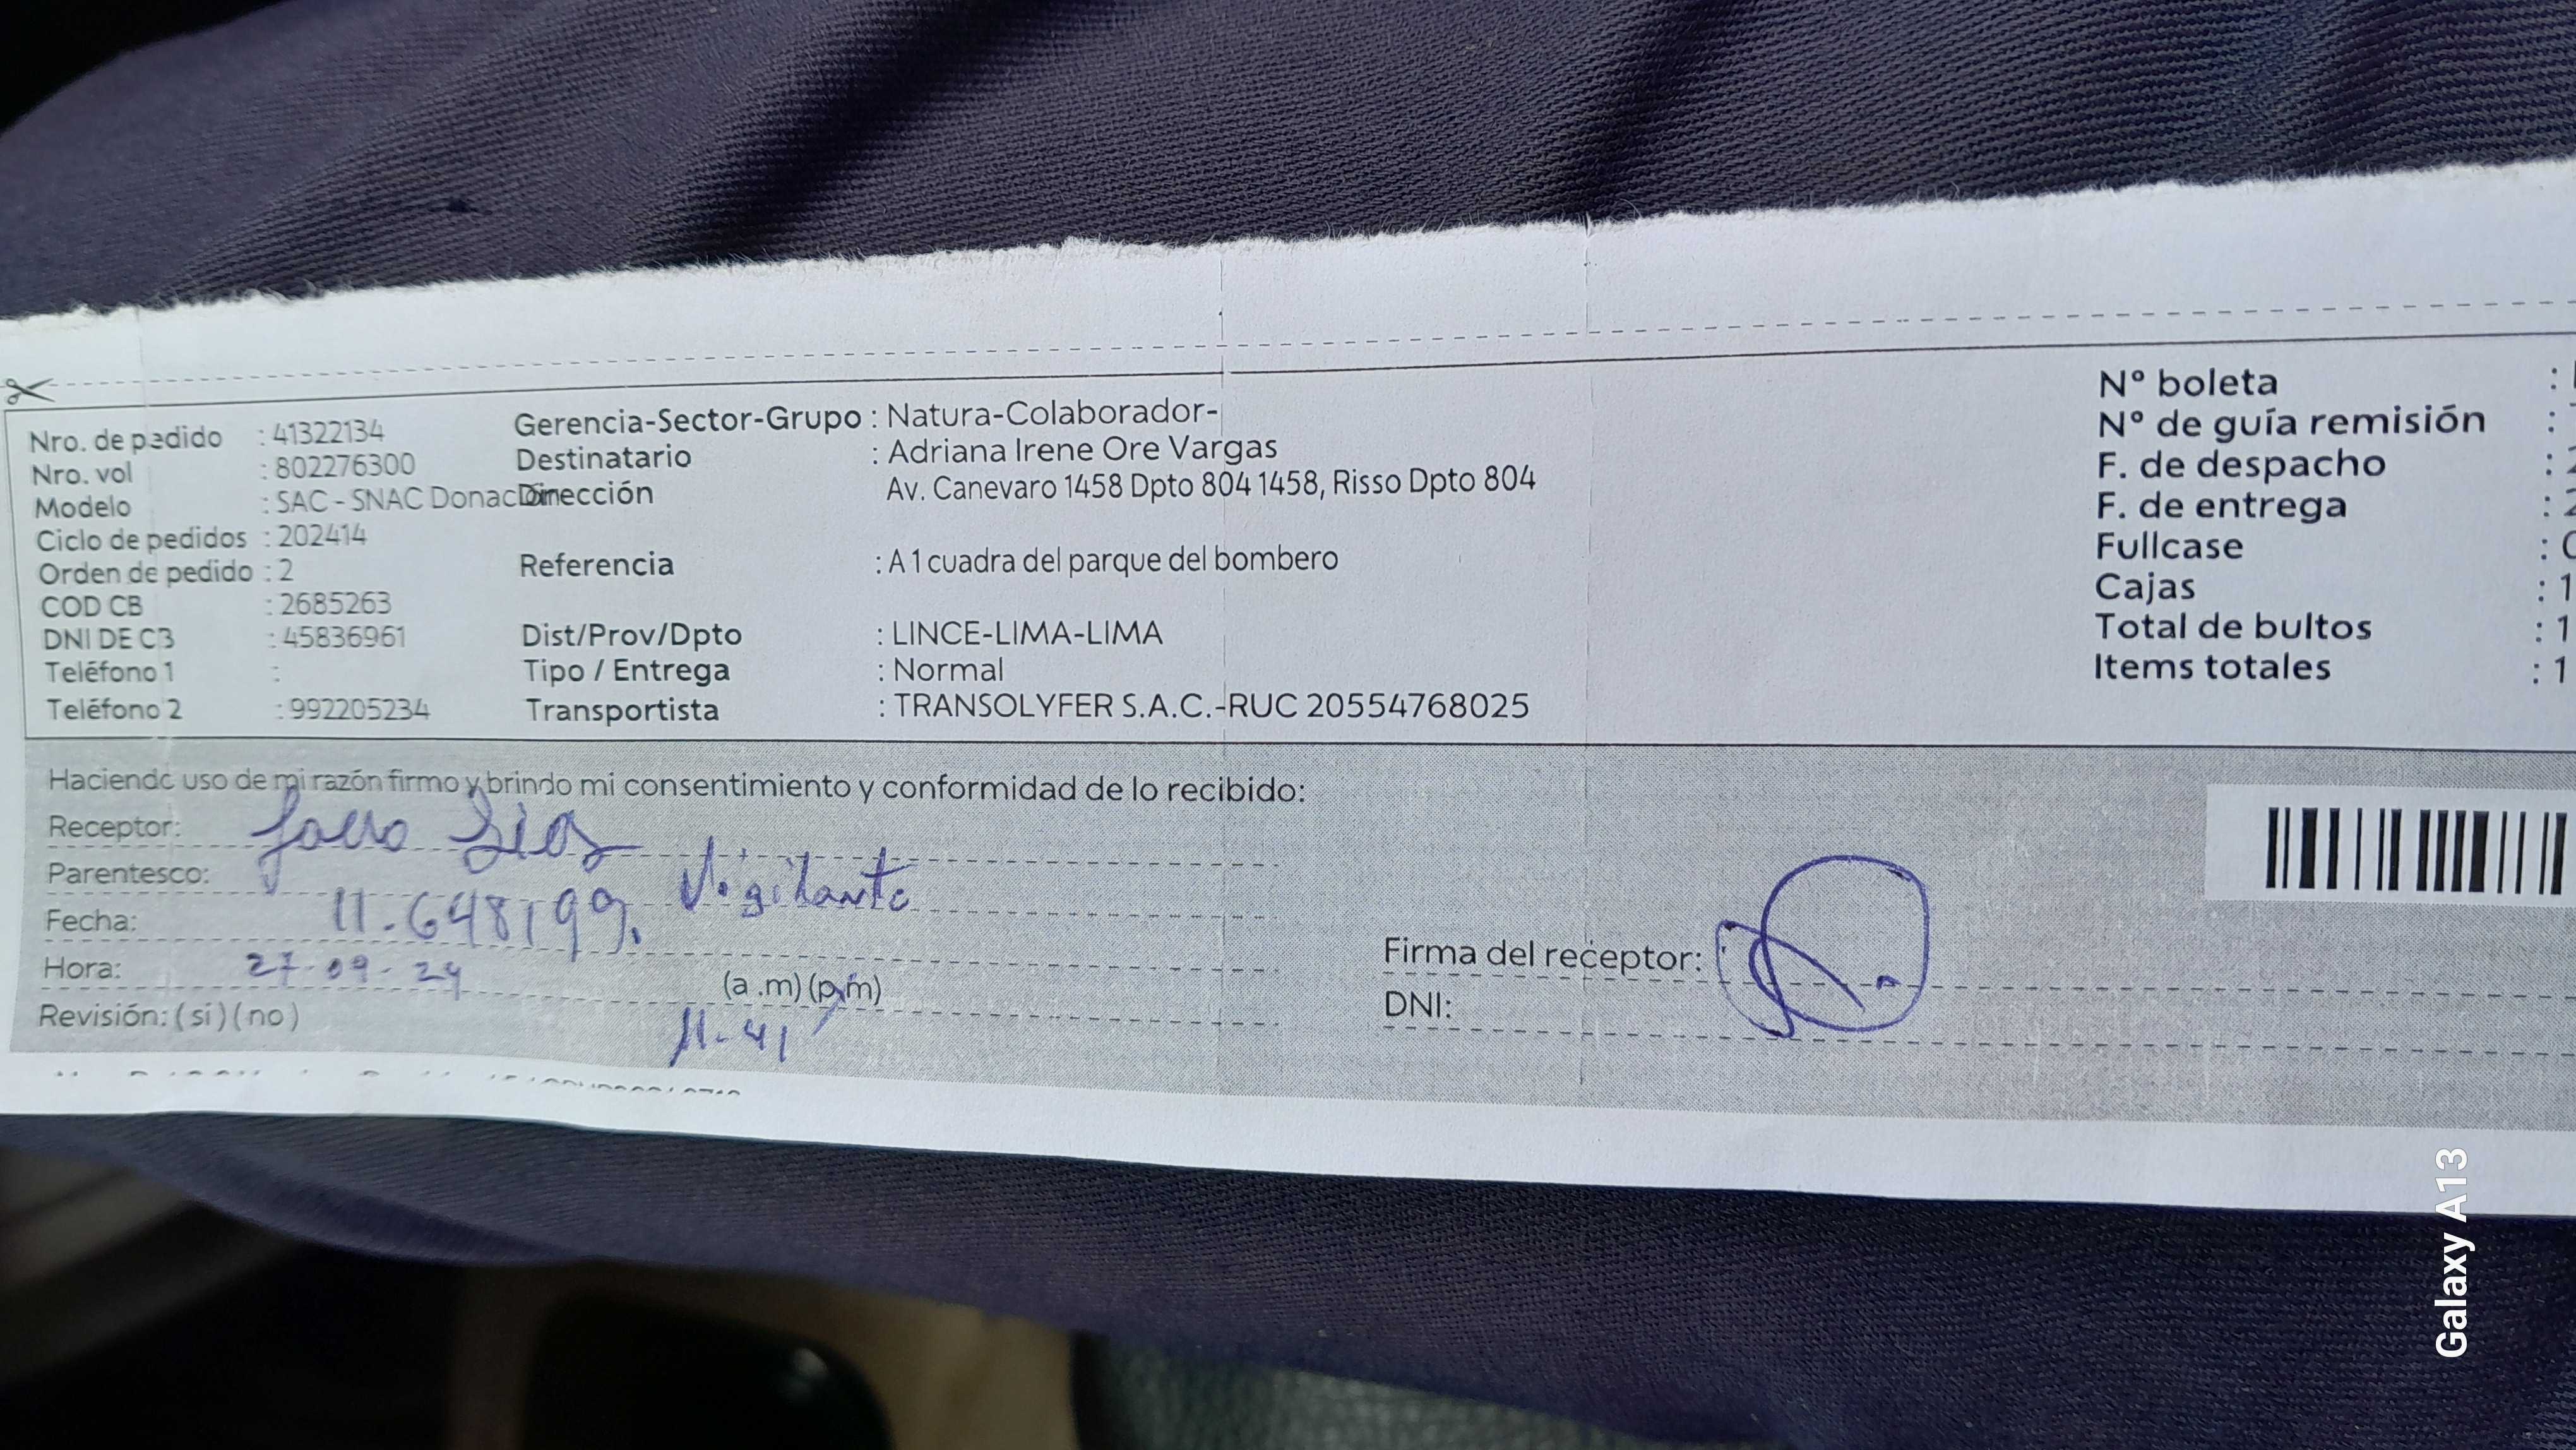 Nro. de pedido : 41322134
Nro. vol : 802276300
Modelo : SAC - SNAC Donación
Ciclo de pedidos : 202414
Orden de pedido : 2
COD CB : 2685263
DNI DE CB : 45836961
Teléfono 1 :
Teléfono 2 : 992205234
Gerencia-Sector-Grupo : Natura-Colaborador-
Destinatario : Adriana Irene Ore Vargas
Dirección Av. Canevaro 1458 Dpto 804 1458, Risso Dpto 804
Referencia : A 1 cuadra del parque del bombero
Dist/Prov/Dpto : LINCE-LIMA-LIMA
Tipo / Entrega : Normal
Transportista : TRANSOLYFER S.A.C.-RUC 20554768025
N° boleta :
N° de guía remisión :
F. de despacho : 2
F. de entrega : 2
Fullcase : 0
Cajas : 1
Total de bultos : 1
Items totales : 1
Haciendo uso de mi razón firmo y brindo mi consentimiento y conformidad de lo recibido:
Receptor:
Parentesco: Vigilante
Fecha: 11.648199.
Hora: 27-09-24 (a .m) (p.m)
Revisión: ( si ) ( no ) 11-41
Firma del receptor:
DNI:
Galaxy A13